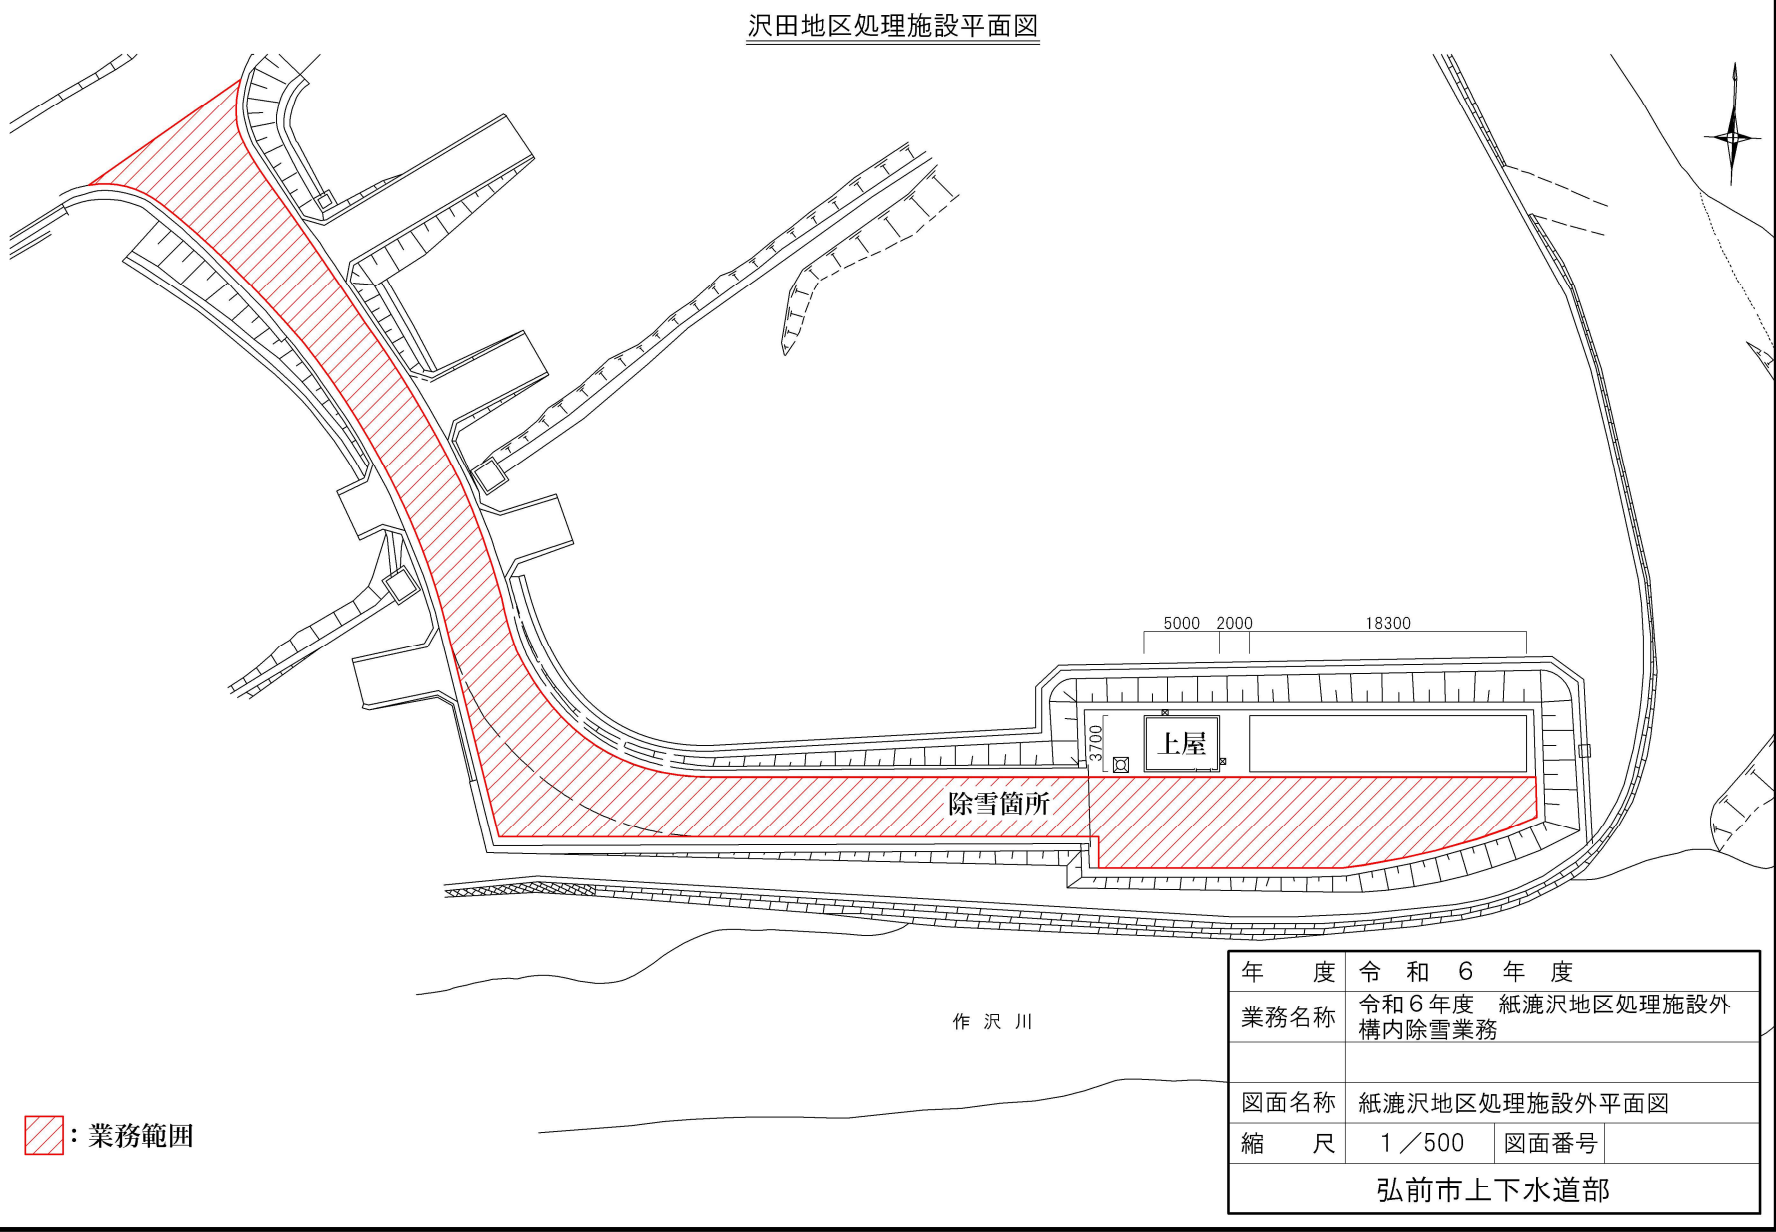 沢田地区処理施設平面図
5000 2000 18300
3700
上屋
除雪箇所
作沢川
:業務範囲
年度 令和6年度
業務名称 令和6年度 紙漉沢地区処理施設外
構内除雪業務
図面名称 紙漉沢地区処理施設外平面図
縮尺 1/500 図面番号
弘前市上下水道部